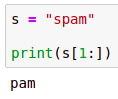 s = "spam"
print(s[1:])
pam